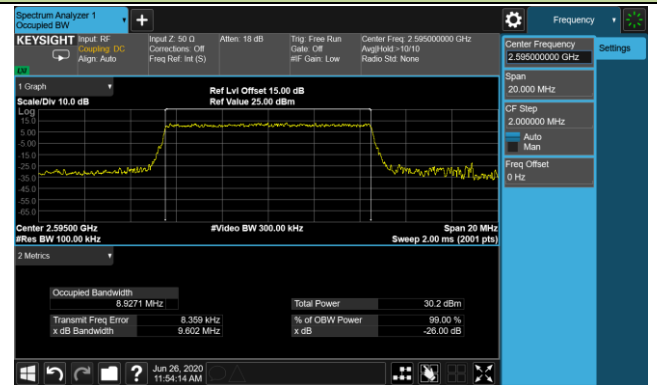 Spectrum Analyzer 1
Occupied BW
+
Frequency
KEYSIGHT
Input: RF
Coupling: DC
Align: Auto
Input Z: 50 Ω
Corrections: Off
Freq Ref: Int (S)
Atten: 18 dB
Trig: Free Run
Gate: Off
#IF Gain: Low
Center Freq: 2.595000000 GHz
Avg|Hold:>10/10
Radio Std: None
Center Frequency
2.595000000 GHz
Settings
Span
20.000 MHz
CF Step
2.000000 MHz
Auto
Man
Freq Offset
0 Hz
1 Graph
Scale/Div 10.0 dB
Ref Lvl Offset 15.00 dB
Ref Value 25.00 dBm
Log
15.0
5.00
-5.00
-15.0
-25.0
-35.0
-45.0
-55.0
-65.0
Center 2.59500 GHz
#Res BW 100.00 kHz
#Video BW 300.00 kHz
Span 20 MHz
Sweep 2.00 ms (2001 pts)
2 Metrics
Occupied Bandwidth
8.9271 MHz
Total Power 30.2 dBm
Transmit Freq Error 8.359 kHz
% of OBW Power 99.00 %
x dB Bandwidth 9.602 MHz
x dB -26.00 dB
?
Jun 26, 2020
11:54:14 AM